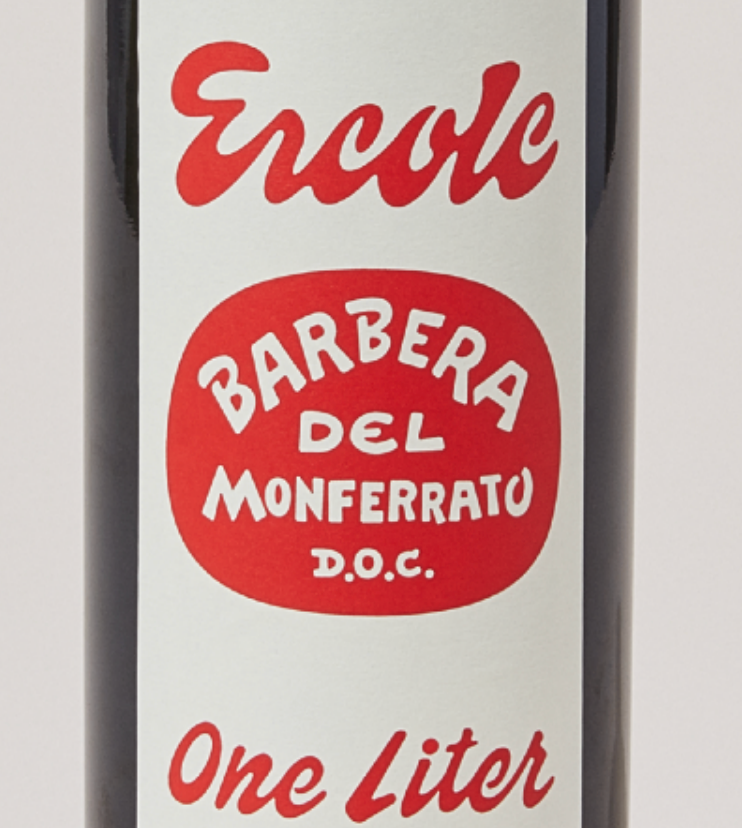 Ercole
BARBERA
DEL
MONFERRATO
D.O.C.
One Liter